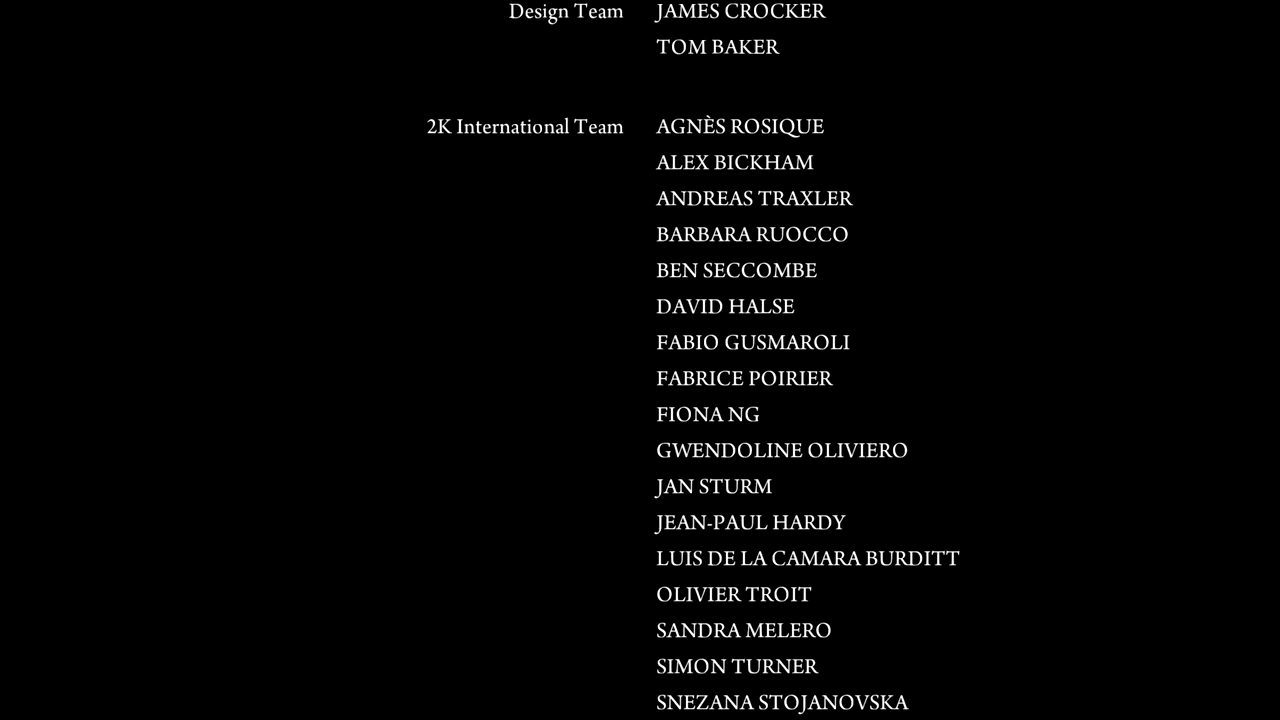 Design Team JAMES CROCKER
TOM BAKER
2K International Team AGNÈS ROSIQUE
ALEX BICKHAM
ANDREAS TRAXLER
BARBARA RUOCCO
BEN SECCOMBE
DAVID HALSE
FABIO GUSMAROLI
FABRICE POIRIER
FIONA NG
GWENDOLINE OLIVIERO
JAN STURM
JEAN-PAUL HARDY
LUIS DE LA CAMARA BURDITT
OLIVIER TROIT
SANDRA MELERO
SIMON TURNER
SNEZANA STOJANOVSKA